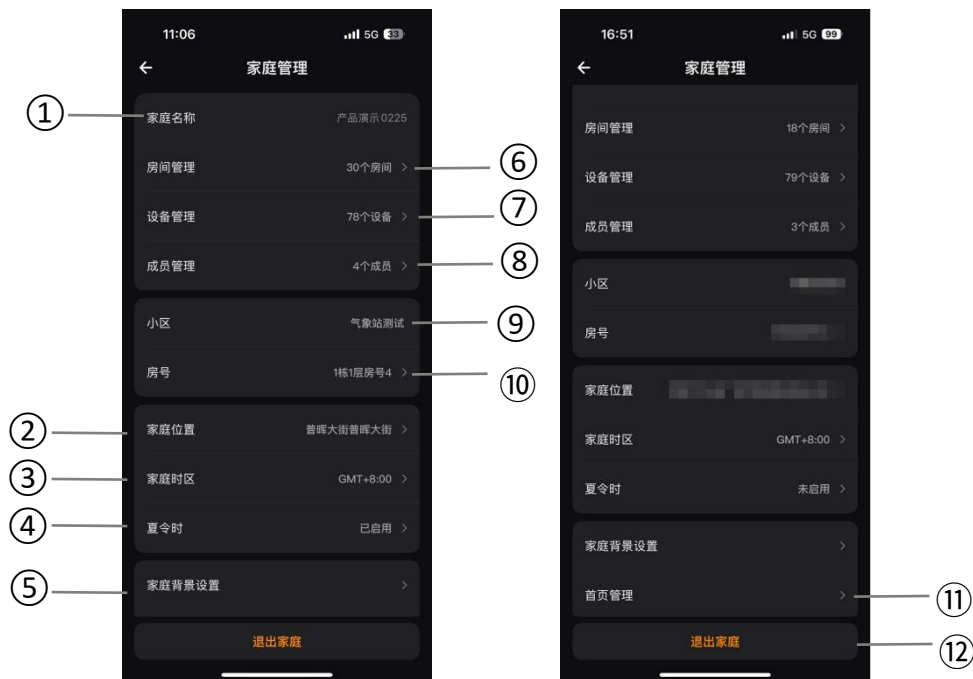 11:06
5G 33
家庭管理
① 家庭名称 产品演示0225
房间管理 30个房间 ⑥
设备管理 78个设备 ⑦
成员管理 4个成员 ⑧
小区 气象站测试 ⑨
房号 1栋1层房号4 ⑩
② 家庭位置 普晖大街普晖大街
③ 家庭时区 GMT+8:00
④ 夏令时 已启用
⑤ 家庭背景设置
退出家庭
16:51
5G 99
家庭管理
房间管理 18个房间
设备管理 79个设备
成员管理 3个成员
小区
房号
家庭位置
家庭时区 GMT+8:00
夏令时 未启用
家庭背景设置
首页管理 ⑪
退出家庭 ⑫